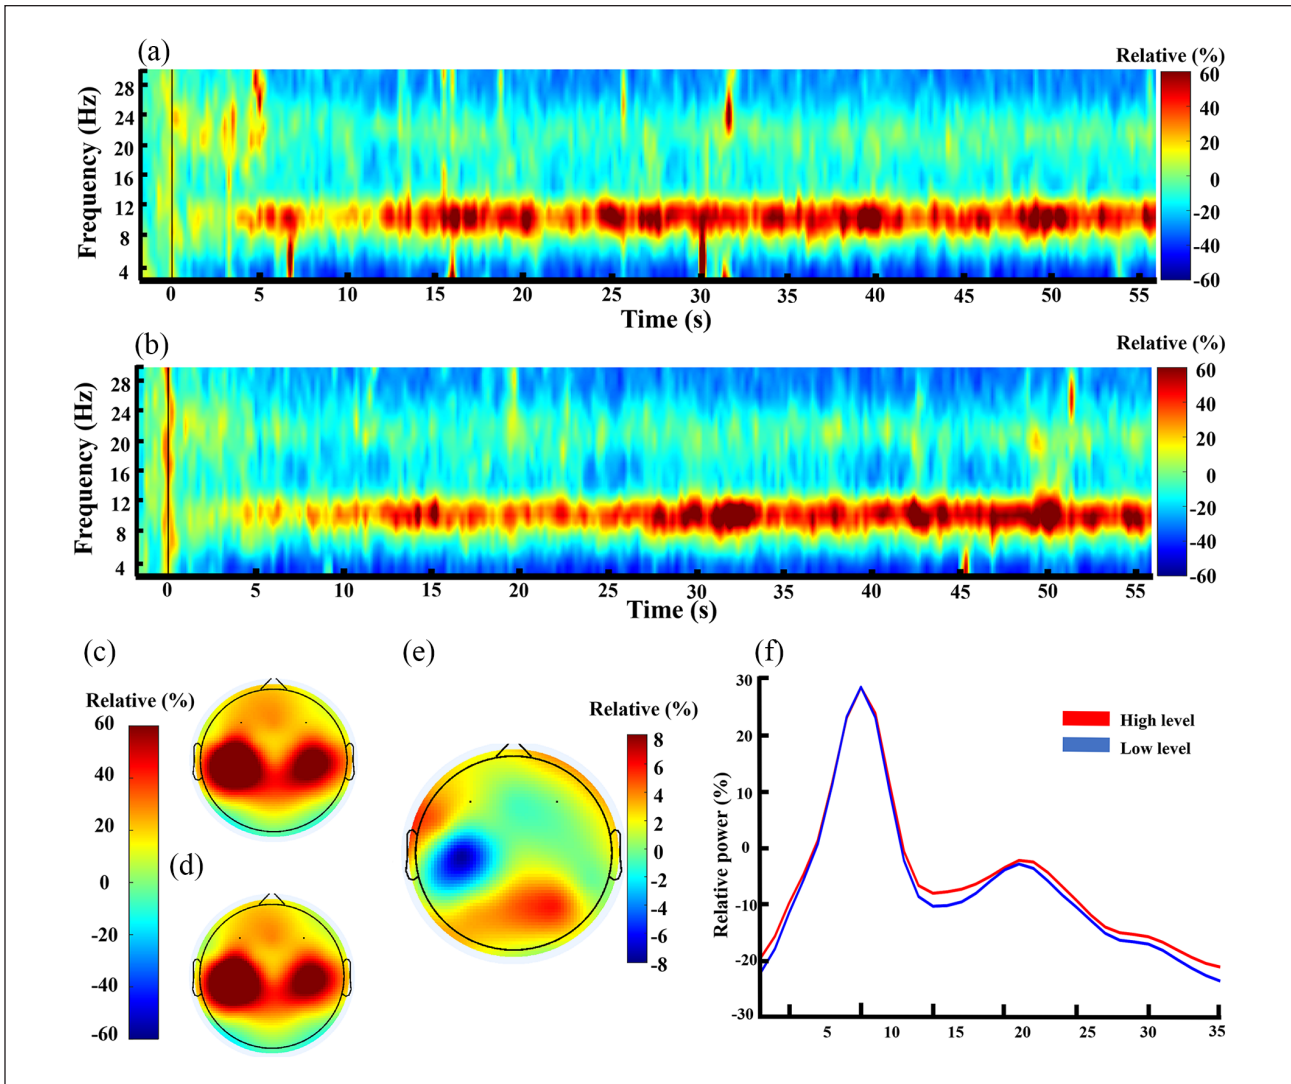 (a)
Relative (%)
Frequency (Hz)
28
24
20
16
12
8
4
0 5 10 15 20 25 30 35 40 45 50 55
Time (s)
60
40
20
0
-20
-40
-60
(b)
Relative (%)
Frequency (Hz)
28
24
20
16
12
8
4
0 5 10 15 20 25 30 35 40 45 50 55
Time (s)
60
40
20
0
-20
-40
-60
(c)
Relative (%)
60
40
20
0
-20
-40
-60
(d)
(e)
Relative (%)
8
6
4
2
0
-2
-4
-6
-8
(f)
Relative power (%)
30
20
10
0
-10
-20
-30
5 10 15 20 25 30 35
High level
Low level